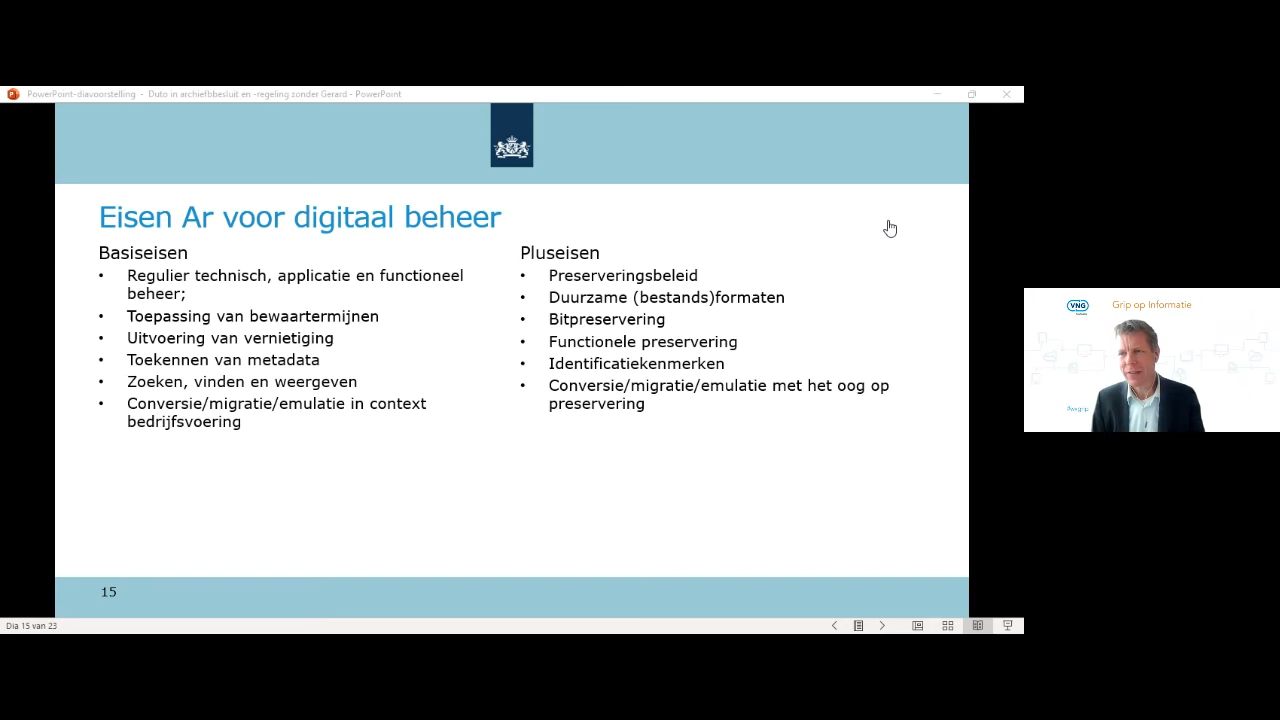 PowerPoint-diavoorstelling - Duto in archiefbbesluit en -regeling zonder Gerard - PowerPoint
Eisen Ar voor digitaal beheer
Basiseisen
• Regulier technisch, applicatie en functioneel
beheer;
• Toepassing van bewaartermijnen
• Uitvoering van vernietiging
• Toekennen van metadata
• Zoeken, vinden en weergeven
• Conversie/migratie/emulatie in context
bedrijfsvoering
Pluseisen
• Preserveringsbeleid
• Duurzame (bestands)formaten
• Bitpreservering
• Functionele preservering
• Identificatiekenmerken
• Conversie/migratie/emulatie met het oog op
preservering
15
Dia 15 van 23
VNG
Grip op Informatie